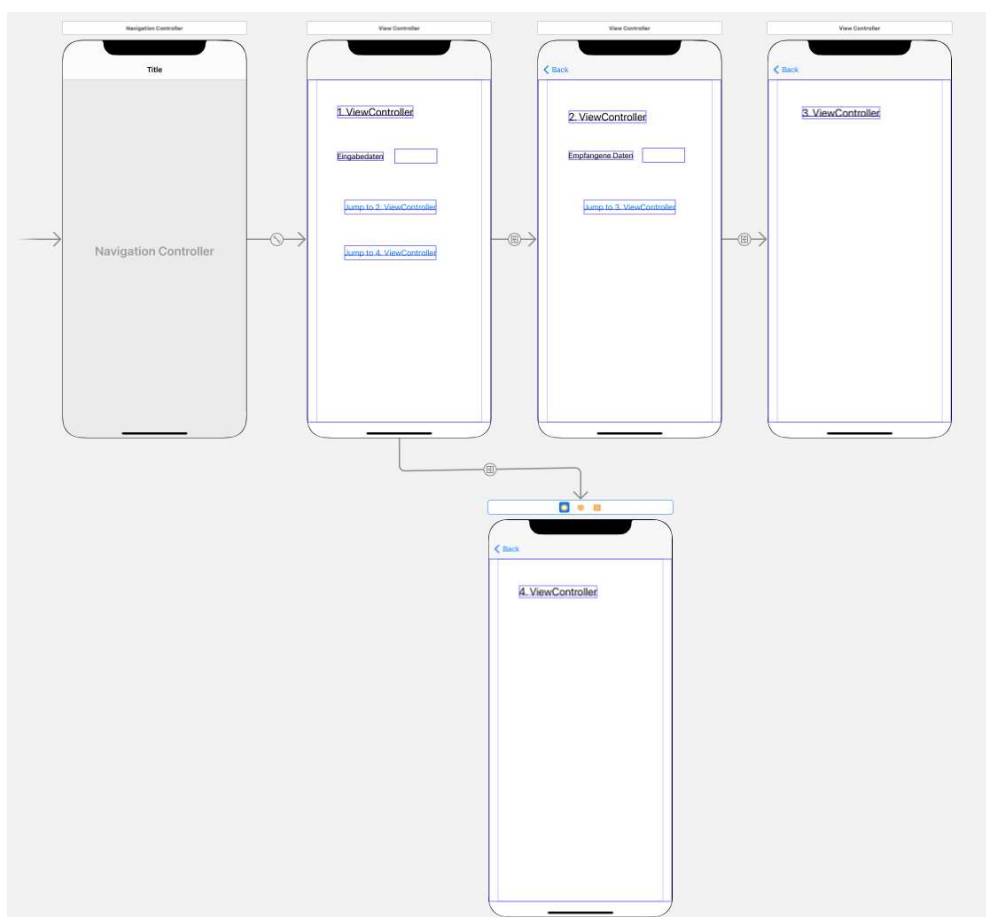 Navigation Controller
View Controller
View Controller
View Controller
Title
Back
Back
1. ViewController
2. ViewController
3. ViewController
Eingabedaten
Empfangene Daten
Jump to 2. ViewController
Jump to 3. ViewController
Navigation Controller
Jump to 4. ViewController
Back
4. ViewController